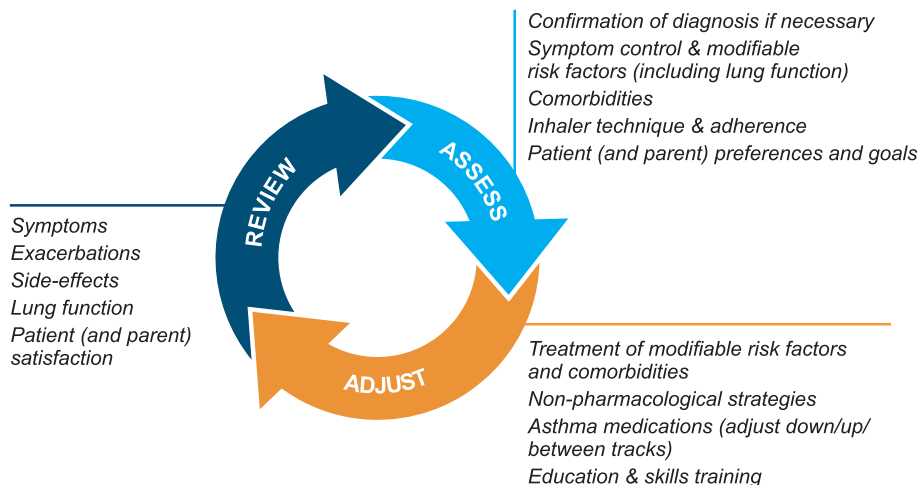 Confirmation of diagnosis if necessary
Symptom control & modifiable
risk factors (including lung function)
Comorbidities
Inhaler technique & adherence
Patient (and parent) preferences and goals
ASSESS
REVIEW
Symptoms
Exacerbations
Side-effects
Lung function
Patient (and parent)
satisfaction
ADJUST
Treatment of modifiable risk factors
and comorbidities
Non-pharmacological strategies
Asthma medications (adjust down/up/
between tracks)
Education & skills training